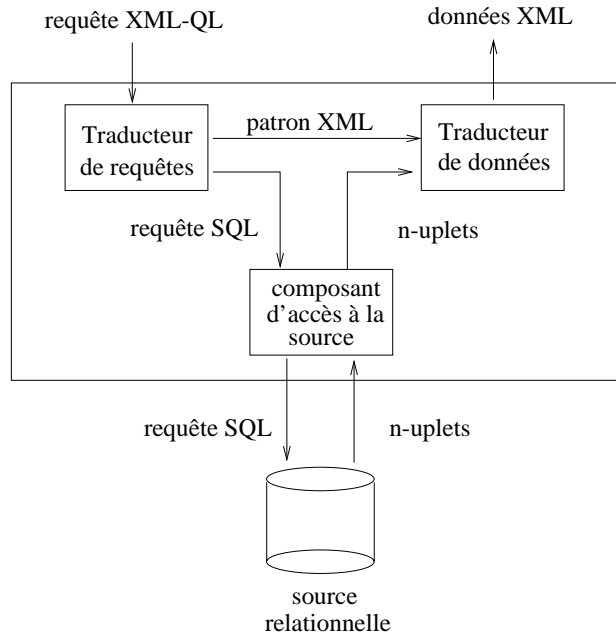 requête XML-QL
données XML
Traducteur
de requêtes
patron XML
Traducteur
de données
requête SQL
n-uplets
composant
d'accès à la
source
requête SQL
n-uplets
source
relationnelle